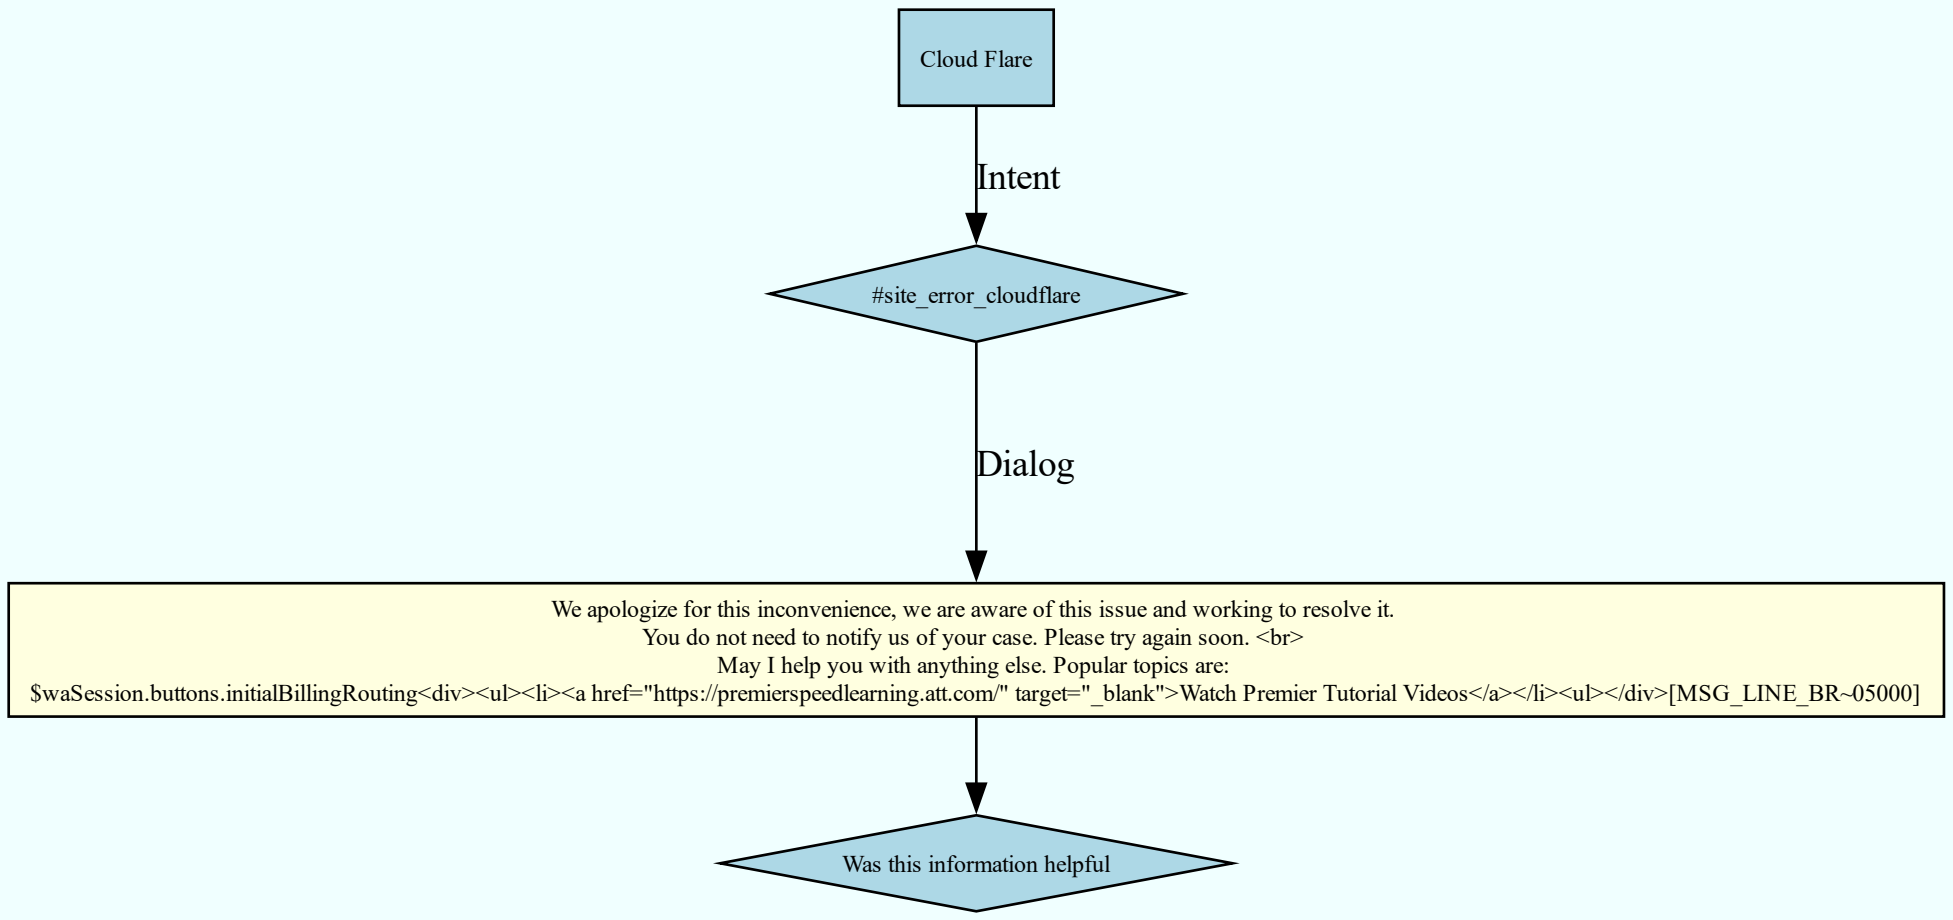 Cloud Flare
Intent
#site_error_cloudflare
Dialog
We apologize for this inconvenience, we are aware of this issue and working to resolve it.
You do not need to notify us of your case. Please try again soon. <br>
May I help you with anything else. Popular topics are:
$waSession.buttons.initialBillingRouting<div><ul><li><a href="https://premierspeedlearning.att.com/" target="_blank">Watch Premier Tutorial Videos</a></li><ul></div>[MSG_LINE_BR~05000]
Was this information helpful